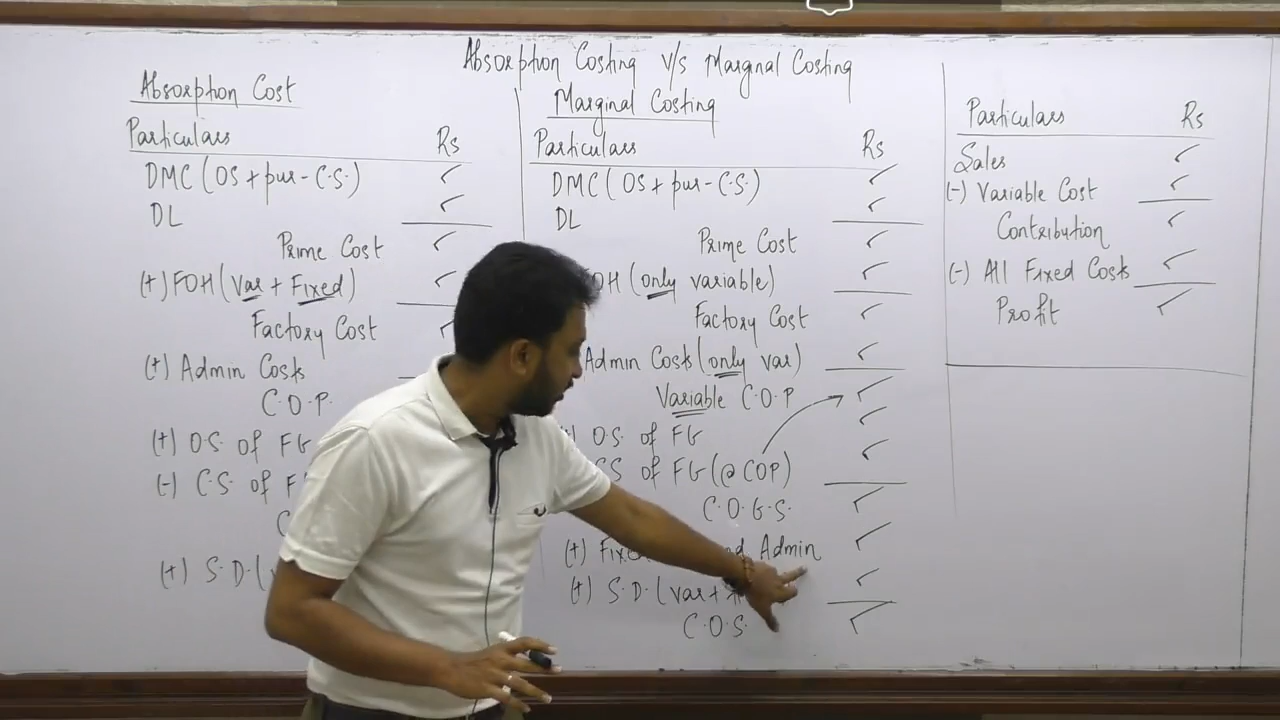 Absorption Costing v/s Marginal Costing
Absorption Cost
Particulars Rs
DMC (OS + pur - C.S.)
DL
Prime Cost
(+) FOH (Var + Fixed)
Factory Cost
(+) Admin Costs
C.O.P.
(+) O.S. of FG
(-) C.S. of
(+) S.D. (
Marginal Costing
Particulars Rs
DMC (OS + pur - C.S.)
DL
Prime Cost
OH (only variable)
Factory Cost
Admin Costs (only var)
Variable C.O.P
O.S. of FG
CS of FG (@ COP)
C.O.G.S.
(+) Admin
(+) S.D. (var +
C.O.S.
Particulars Rs
Sales
(-) Variable Cost
Contribution
(-) All Fixed Costs
Profit